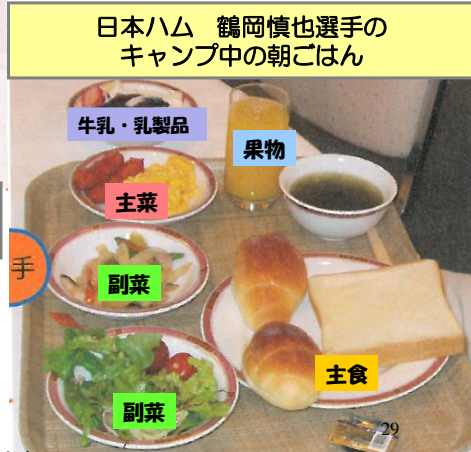 日本ハム　鶴岡慎也選手の
キャンプ中の朝ごはん
牛乳・乳製品
果物
主菜
手
副菜
主食
副菜
29